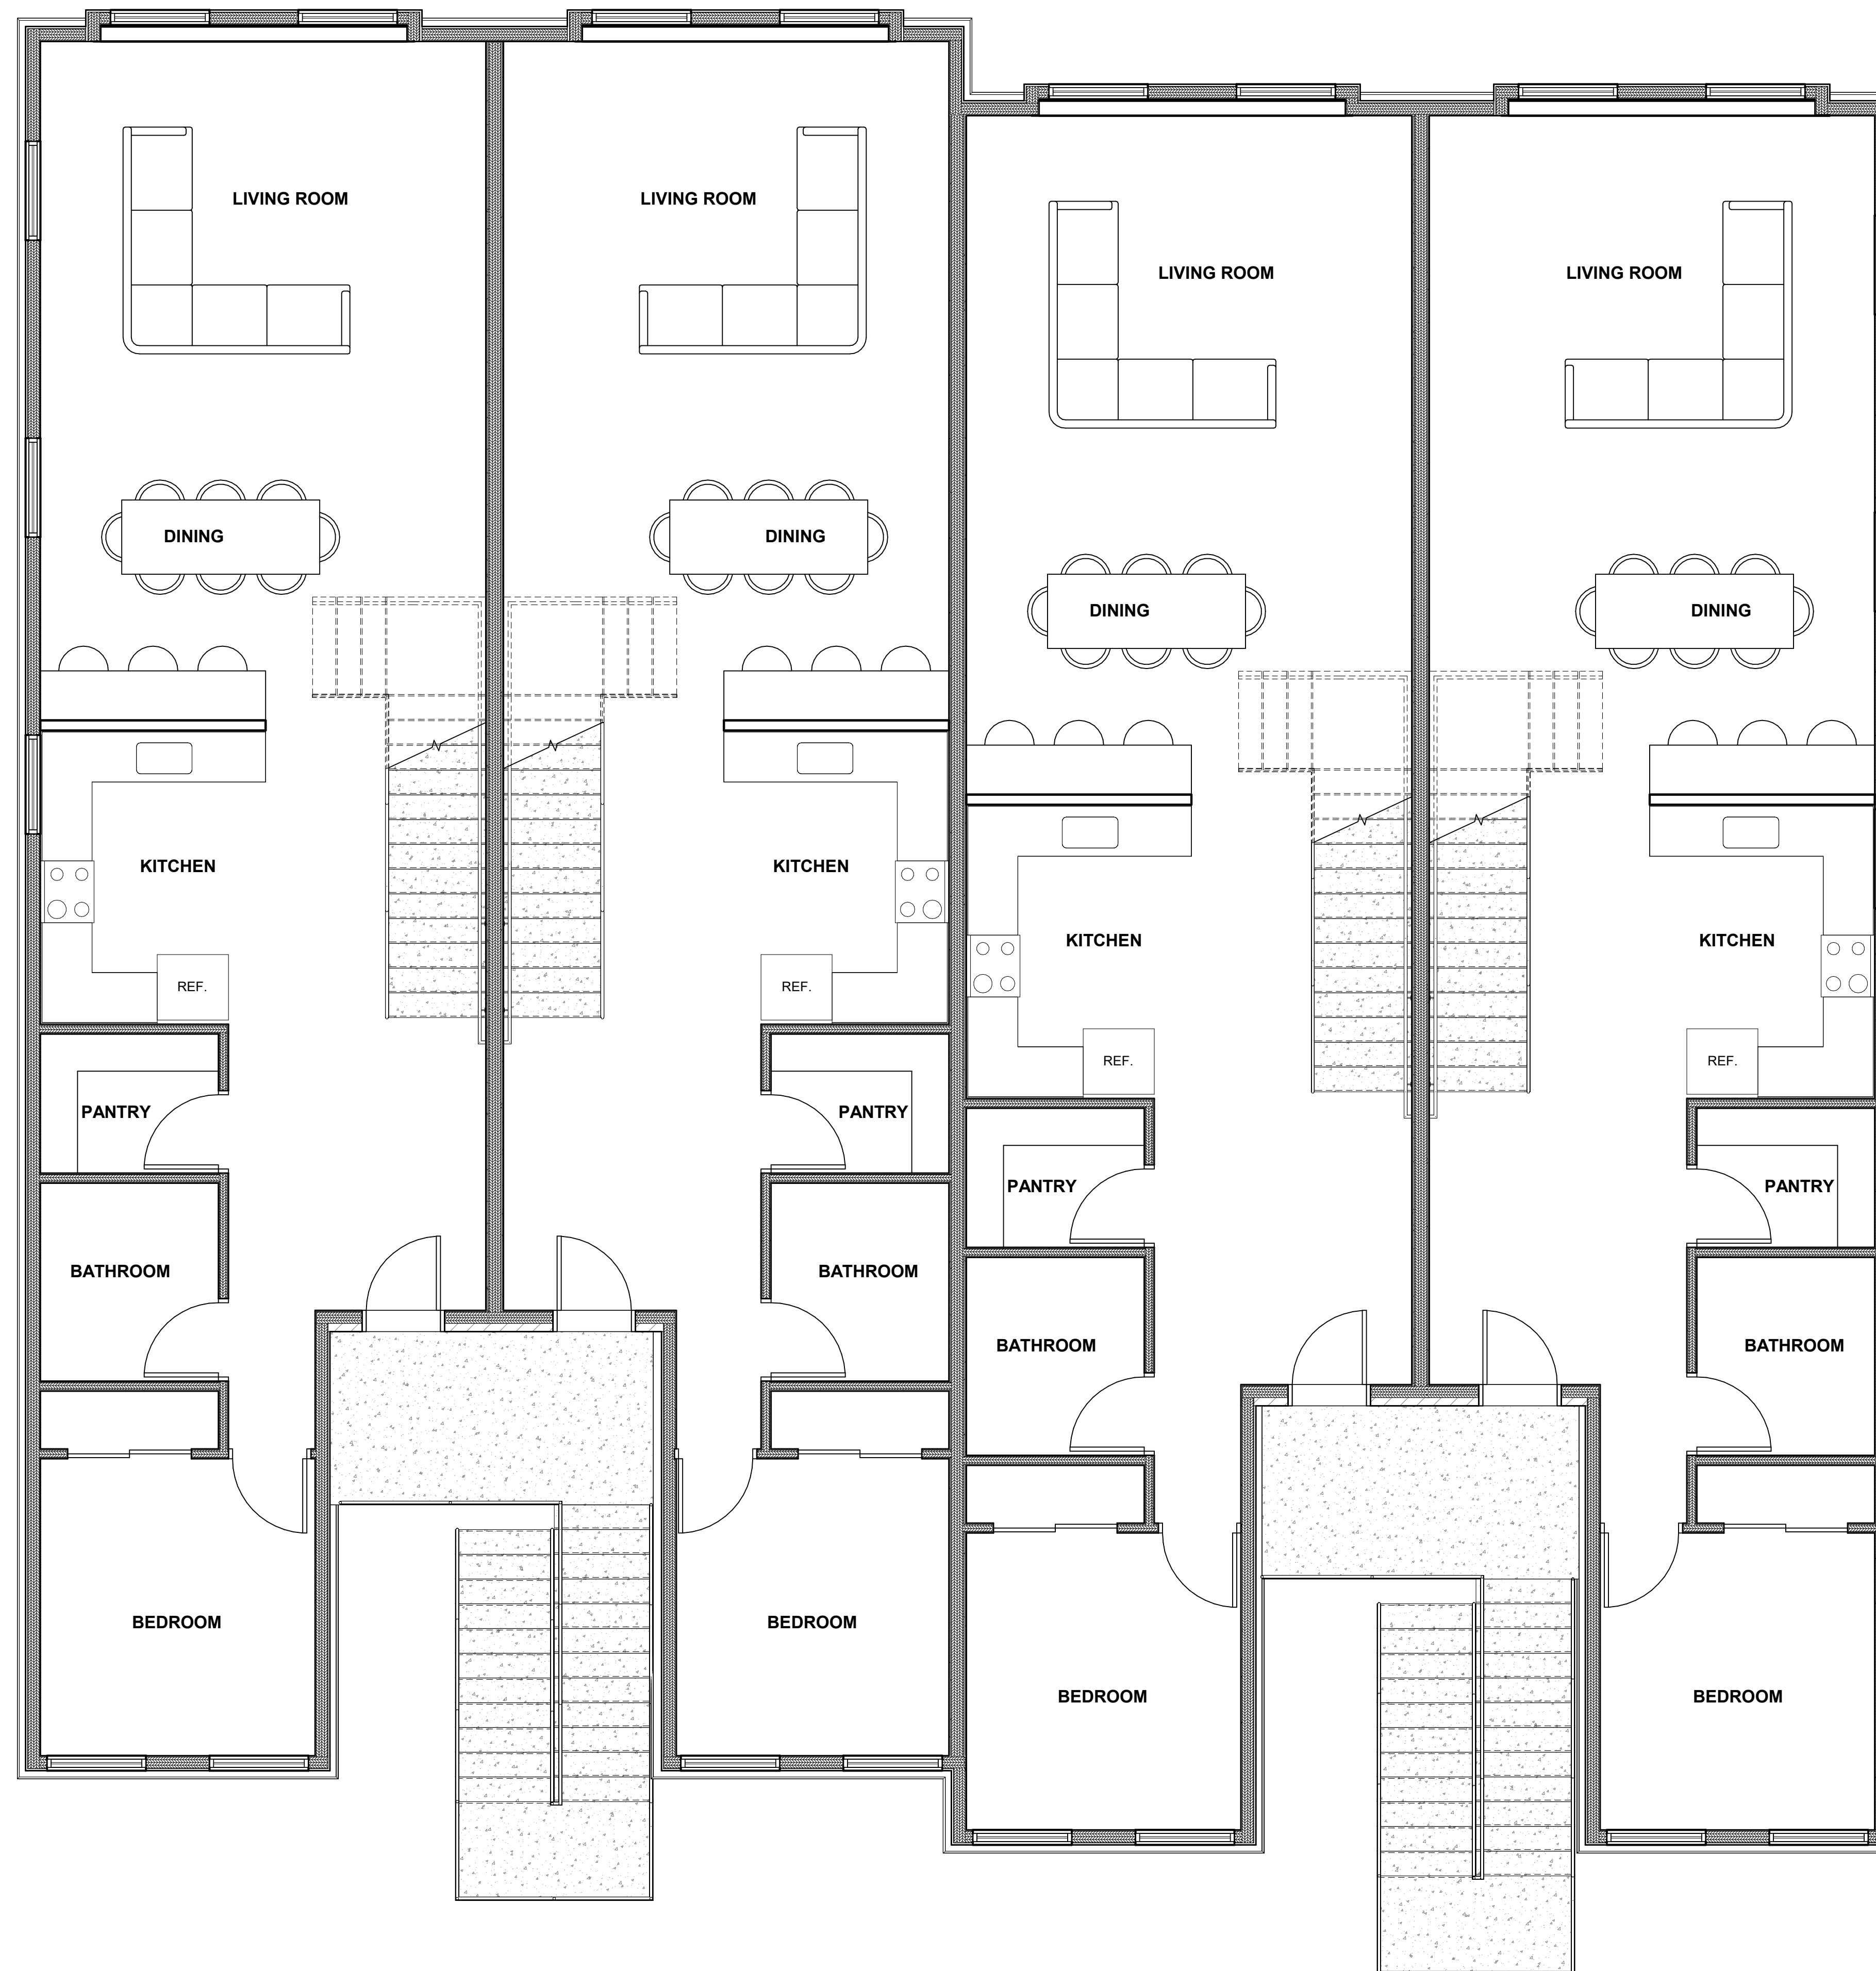 LIVING ROOM
LIVING ROOM
LIVING ROOM
LIVING ROOM
DINING
DINING
DINING
DINING
KITCHEN
KITCHEN
KITCHEN
KITCHEN
REF.
REF.
REF.
REF.
PANTRY
PANTRY
PANTRY
PANTRY
BATHROOM
BATHROOM
BATHROOM
BATHROOM
BEDROOM
BEDROOM
BEDROOM
BEDROOM